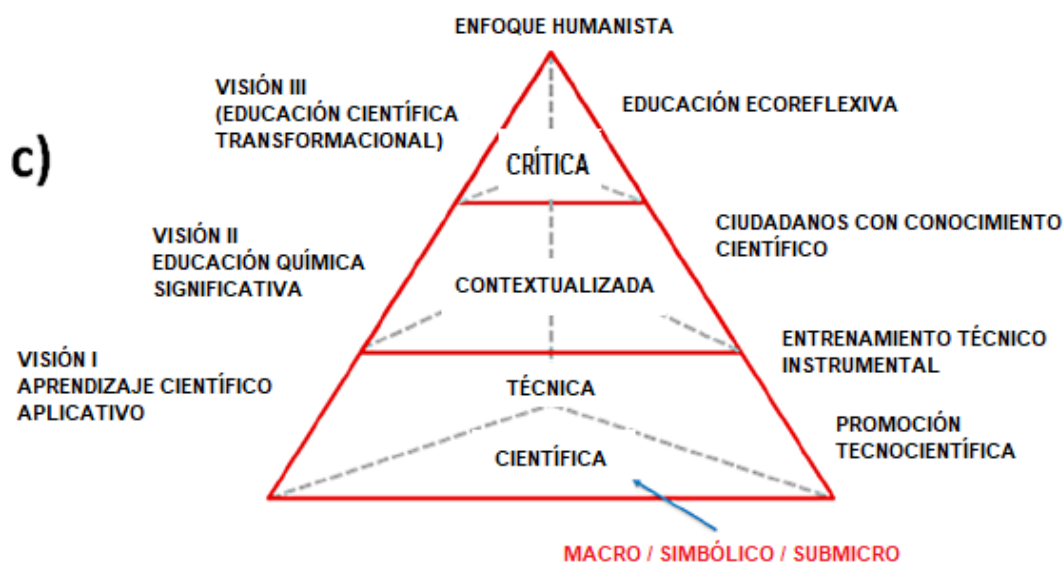 ENFOQUE HUMANISTA
VISIÓN III
(EDUCACIÓN CIENTÍFICA
TRANSFORMACIONAL)
EDUCACIÓN ECOREFLEXIVA
c)
CRÍTICA
VISIÓN II
EDUCACIÓN QUÍMICA
SIGNIFICATIVA
CIUDADANOS CON CONOCIMIENTO
CIENTÍFICO
CONTEXTUALIZADA
VISIÓN I
APRENDIZAJE CIENTÍFICO
APLICATIVO
ENTRENAMIENTO TÉCNICO
INSTRUMENTAL
TÉCNICA
PROMOCIÓN
TECNOCIENTÍFICA
CIENTÍFICA
MACRO / SIMBÓLICO / SUBMICRO